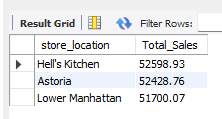 Result Grid Filter Rows:
store_location Total_Sales
Hell's Kitchen 52598.93
Astoria 52428.76
Lower Manhattan 51700.07